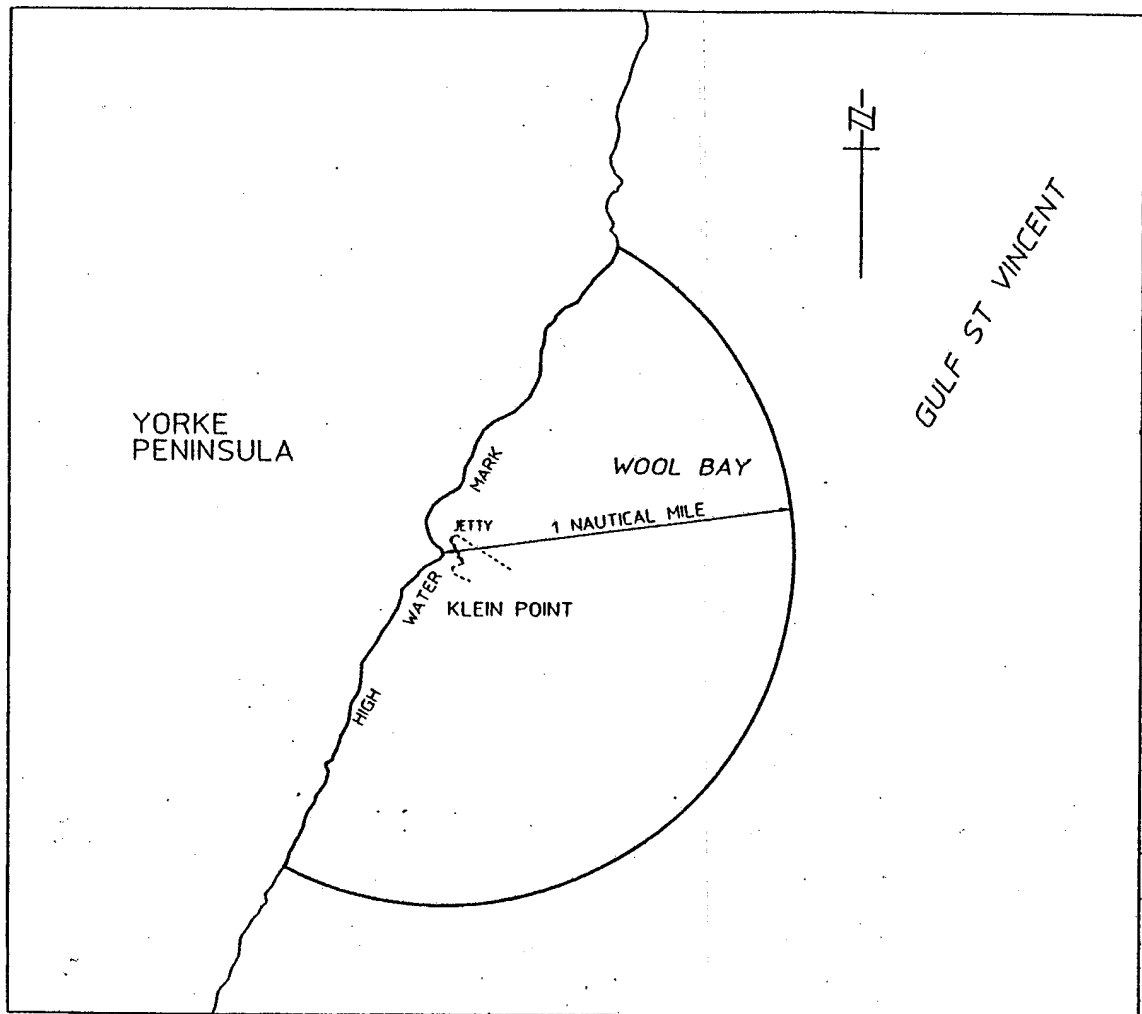 N
GULF ST VINCENT
YORKE
PENINSULA
WOOL BAY
1 NAUTICAL MILE
JETTY
KLEIN POINT
HIGH WATER MARK